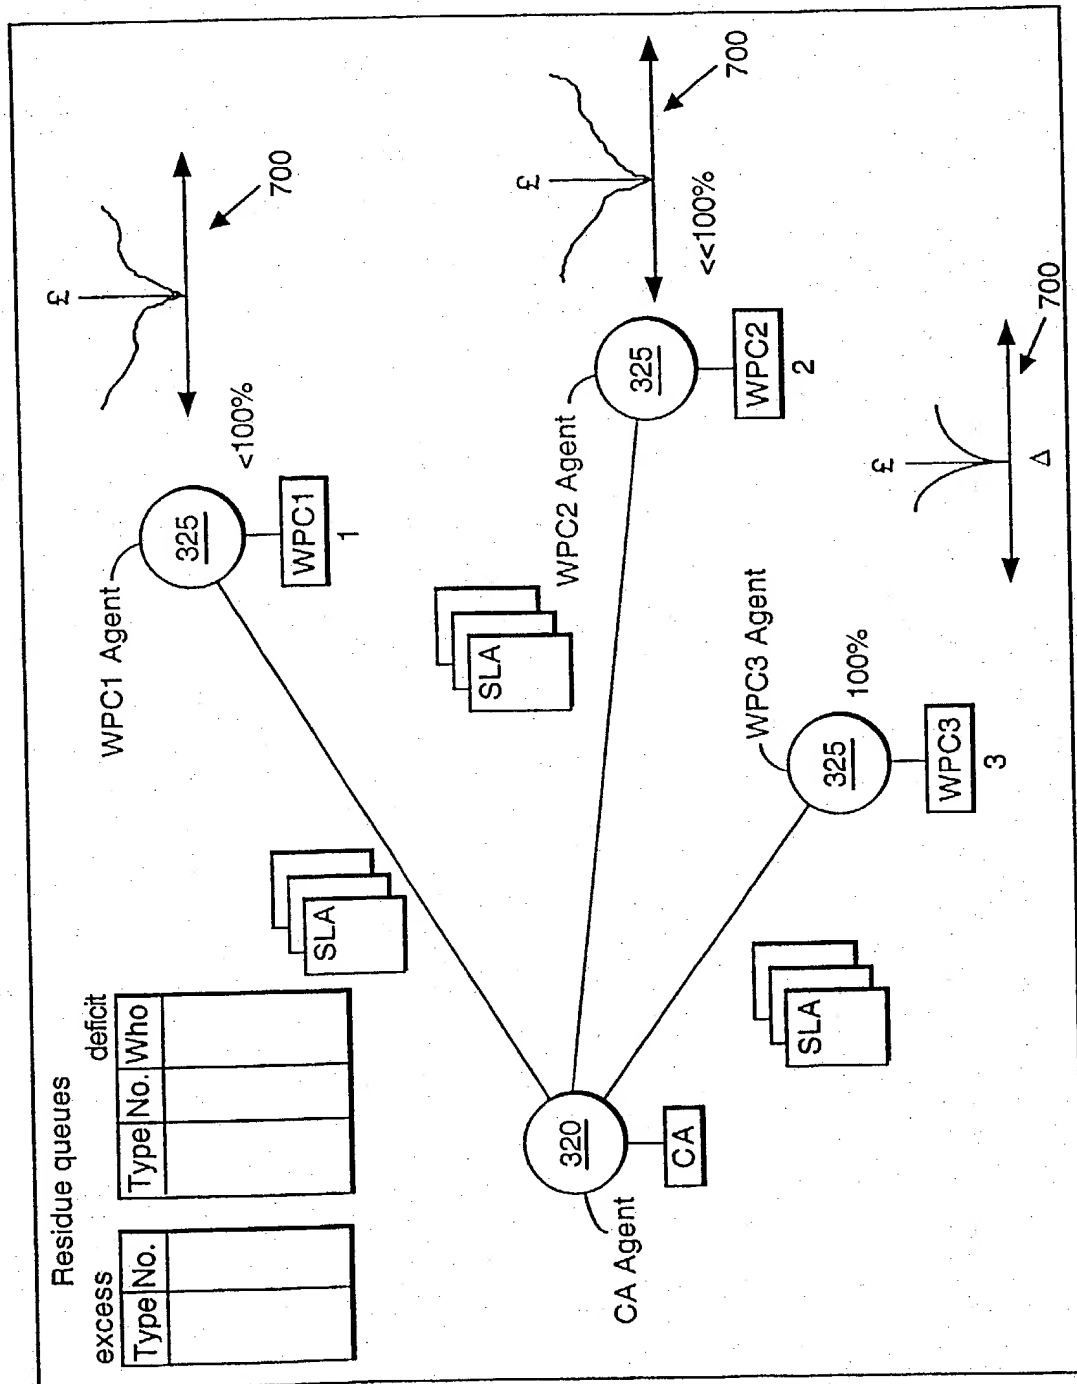 Residue queues
excess
deficit
Type No.
Type No. Who
WPC1 Agent
325
WPC1
1
<100%
£
700
SLA
WPC2 Agent
325
WPC2
2
<<100%
£
700
SLA
WPC3 Agent
325
WPC3
3
100%
£
Δ
700
SLA
CA Agent
320
CA